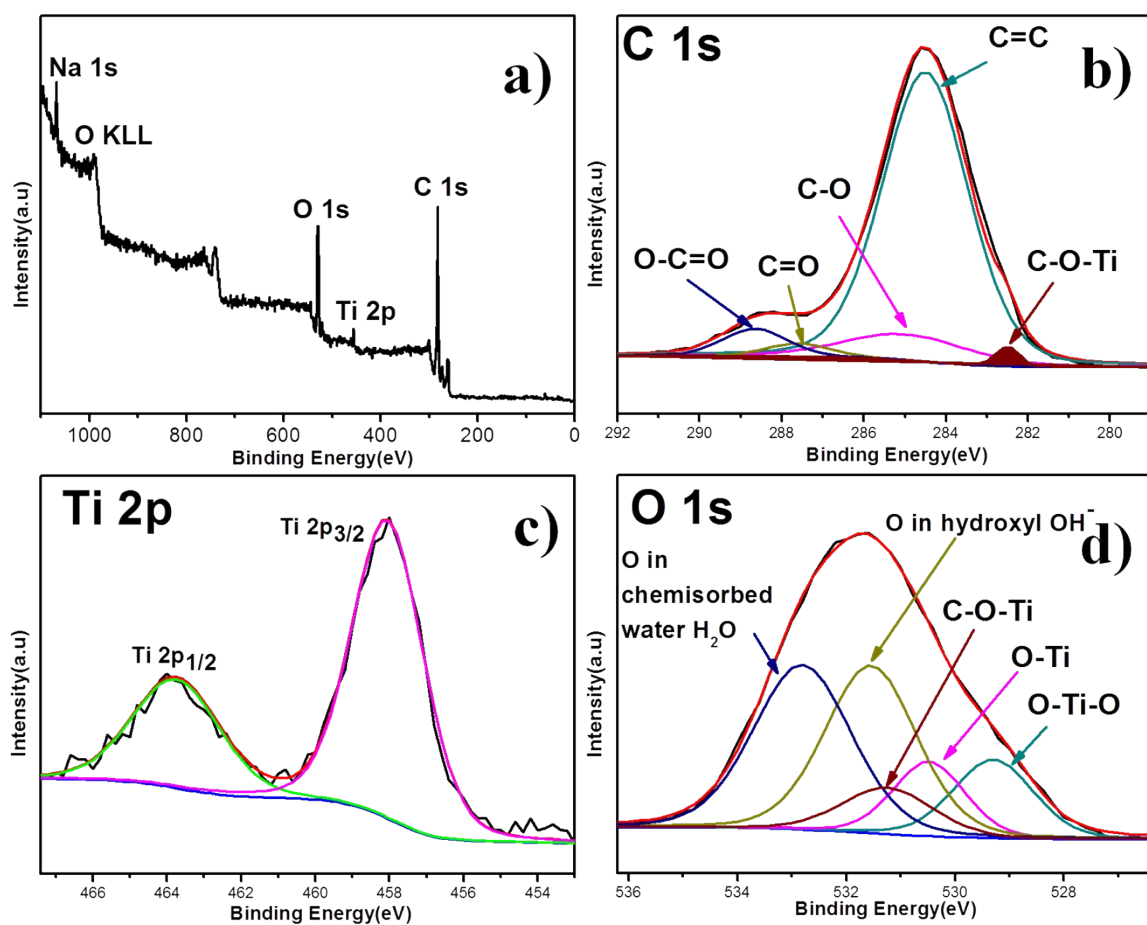 a)
Na 1s
O KLL
O 1s
Ti 2p
C 1s
Intensity(a.u)
1000 800 600 400 200 0
Binding Energy(eV)
C 1s
b)
C=C
C-O
O-C=O
C=O
C-O-Ti
Intensity(a.u)
292 290 288 286 284 282 280
Binding Energy(eV)
Ti 2p
c)
Ti 2p3/2
Ti 2p1/2
Intensity(a.u)
466 464 462 460 458 456 454
Binding Energy(eV)
O 1s
d)
O in hydroxyl OH⁻
O in
chemisorbed
water H₂O
C-O-Ti
O-Ti
O-Ti-O
Intensity(a.u)
536 534 532 530 528
Binding Energy(eV)